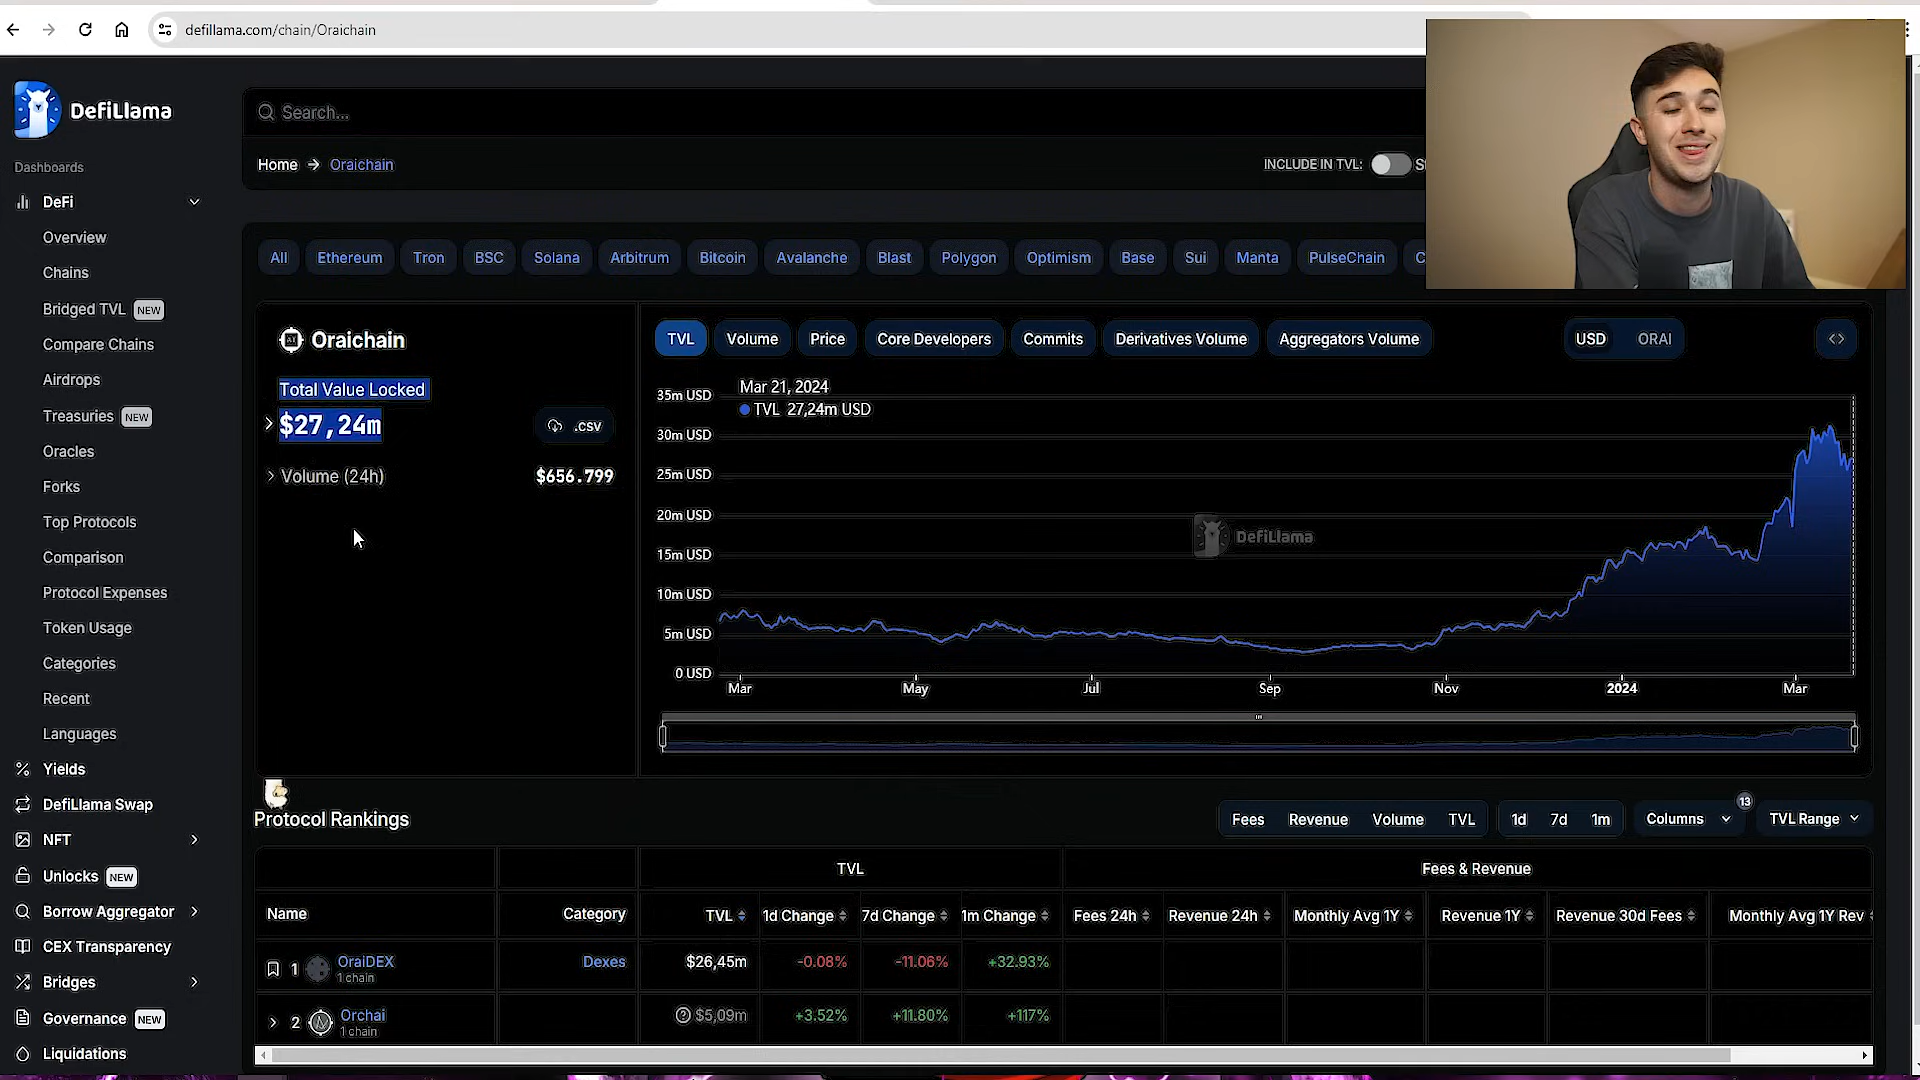 defillama.com/chain/Oraichain
DefiLlama
Search...
Home → Oraichain
INCLUDE IN TVL:
Dashboards
DeFi
Overview
Chains
Bridged TVL NEW
Compare Chains
Airdrops
Treasuries NEW
Oracles
Forks
Top Protocols
Comparison
Protocol Expenses
Token Usage
Categories
Recent
Languages
Yields
DefiLlama Swap
NFT
Unlocks NEW
Borrow Aggregator
CEX Transparency
Bridges
Governance NEW
Liquidations
All Ethereum Tron BSC Solana Arbitrum Bitcoin Avalanche Blast Polygon Optimism Base Sui Manta PulseChain C
Oraichain
Total Value Locked
$27,24m
.csv
Volume (24h) $656.799
TVL Volume Price Core Developers Commits Derivatives Volume Aggregators Volume USD ORAI
Mar 21, 2024
TVL 27,24m USD
35m USD
30m USD
25m USD
20m USD
15m USD
10m USD
5m USD
0 USD
DefiLlama
Mar May Jul Sep Nov 2024 Mar
Protocol Rankings
Fees Revenue Volume TVL 1d 7d 1m Columns 13 TVL Range
TVL Fees & Revenue
Name Category TVL 1d Change 7d Change 1m Change Fees 24h Revenue 24h Monthly Avg 1Y Revenue 1Y Revenue 30d Fees Monthly Avg 1Y Rev
1 OraiDEX Dexes $26,45m -0.08% -11.06% +32.93%
1 chain
2 Orchai $5,09m +3.52% +11.80% +117%
1 chain